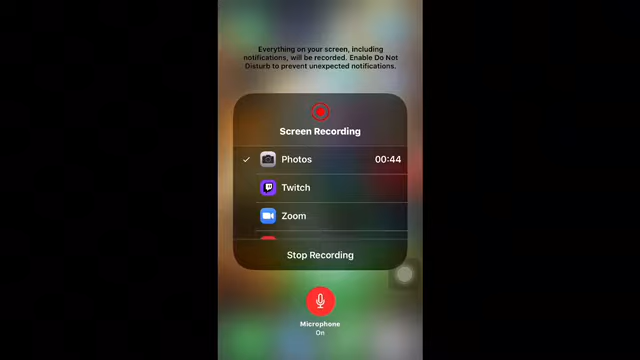 Everything on your screen, including
notifications, will be recorded. Enable Do Not
Disturb to prevent unexpected notifications.
Screen Recording
Photos 00:44
Twitch
Zoom
Stop Recording
Microphone
On